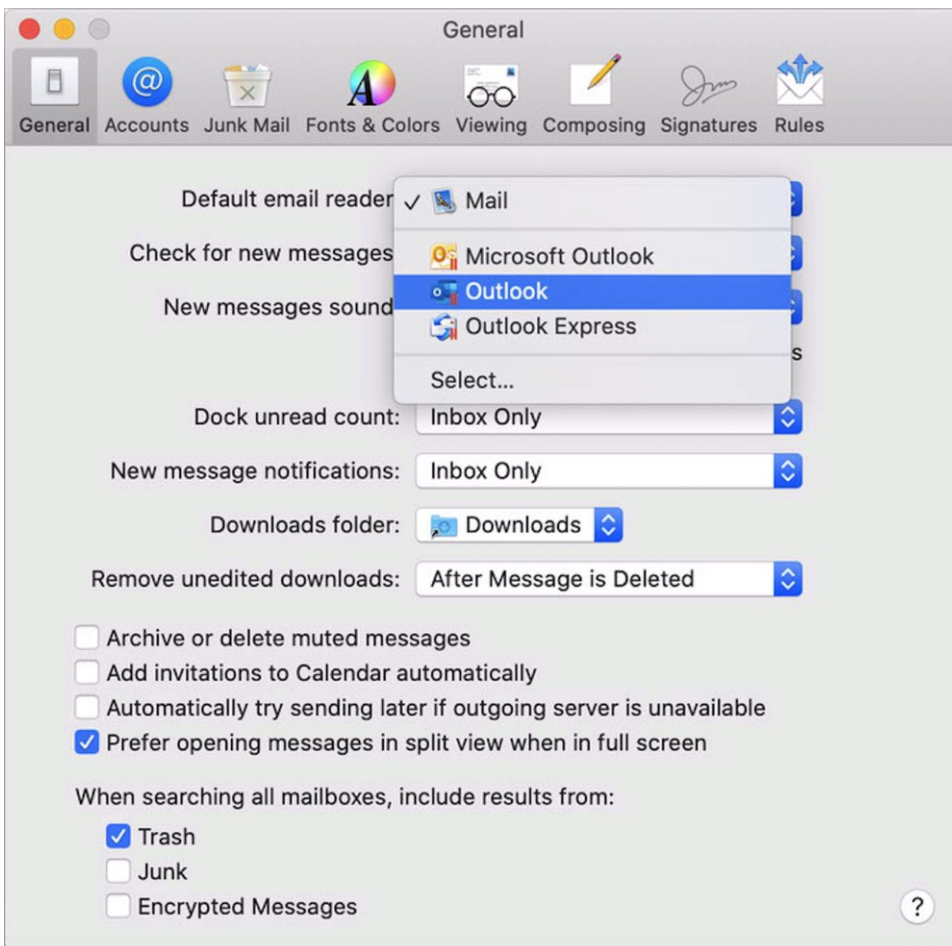 General
General Accounts Junk Mail Fonts & Colors Viewing Composing Signatures Rules
Default email reader ✓ Mail
Check for new messages Microsoft Outlook
Outlook
New messages sound Outlook Express
s
Select...
Dock unread count: Inbox Only
New message notifications: Inbox Only
Downloads folder: Downloads
Remove unedited downloads: After Message is Deleted
Archive or delete muted messages
Add invitations to Calendar automatically
Automatically try sending later if outgoing server is unavailable
Prefer opening messages in split view when in full screen
When searching all mailboxes, include results from:
Trash
Junk
Encrypted Messages
?